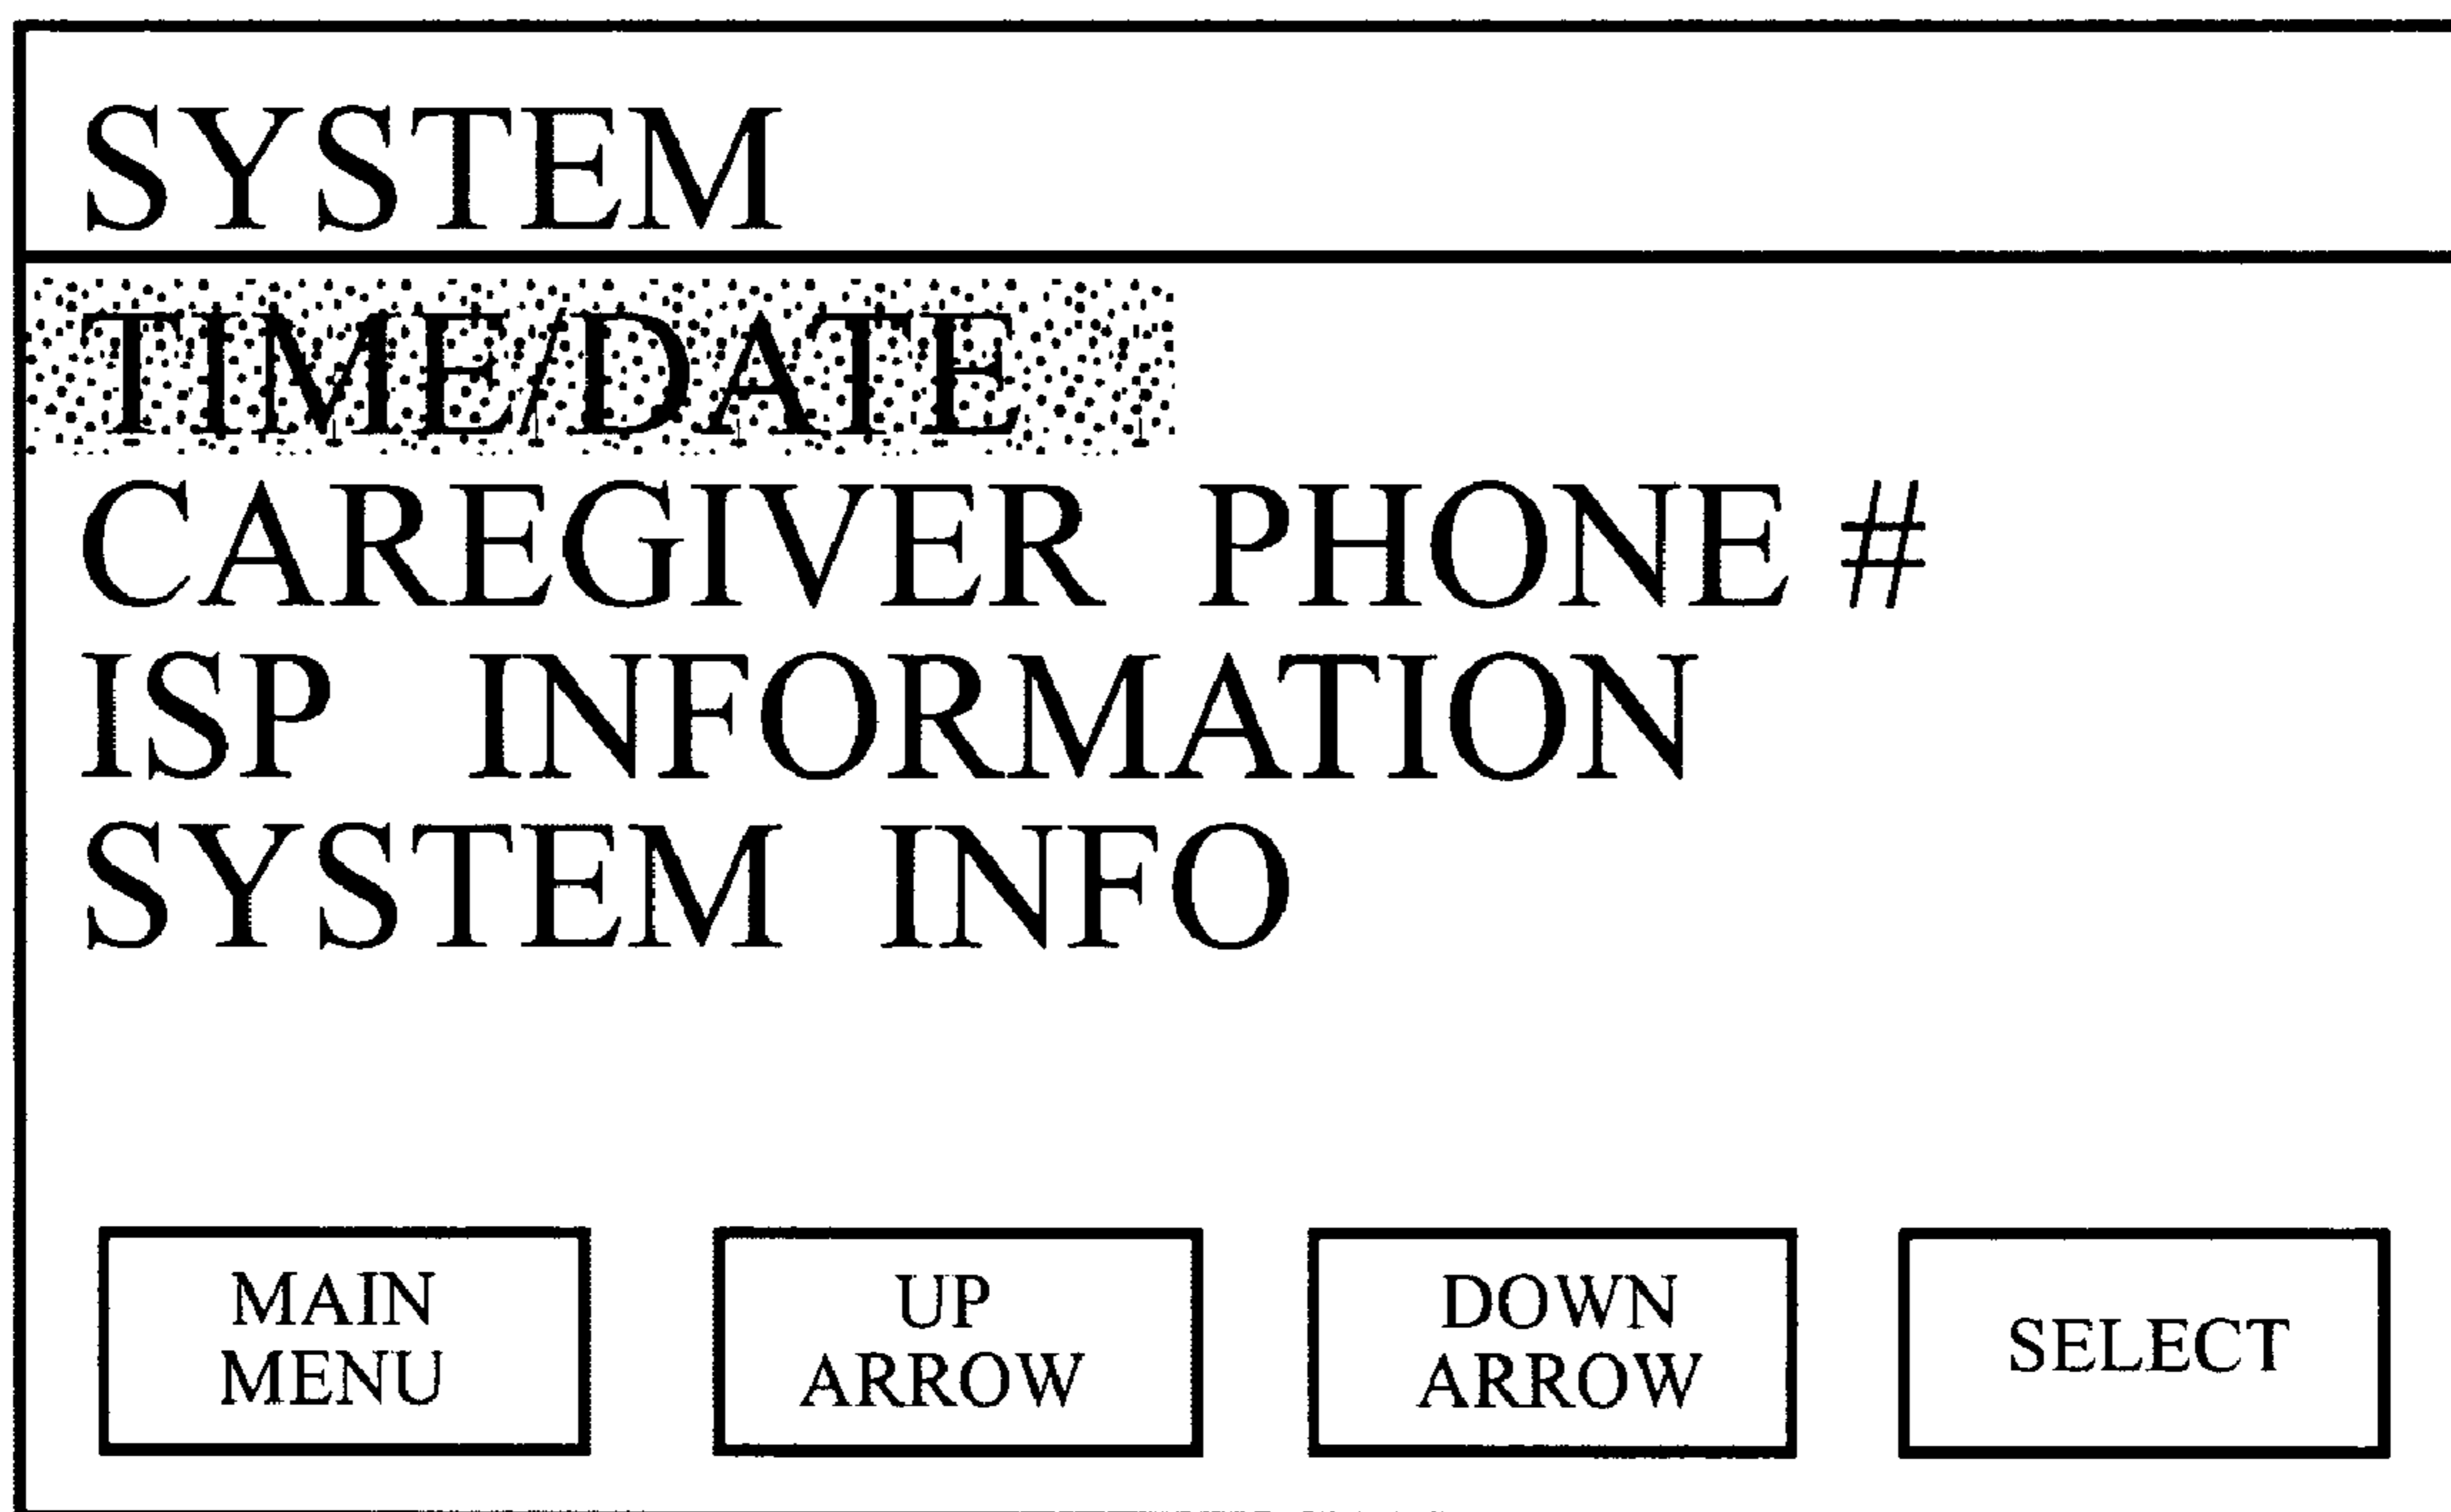 SYSTEM
TIME/DATE
CAREGIVER PHONE #
ISP INFORMATION
SYSTEM INFO
MAIN
MENU
UP
ARROW
DOWN
ARROW
SELECT